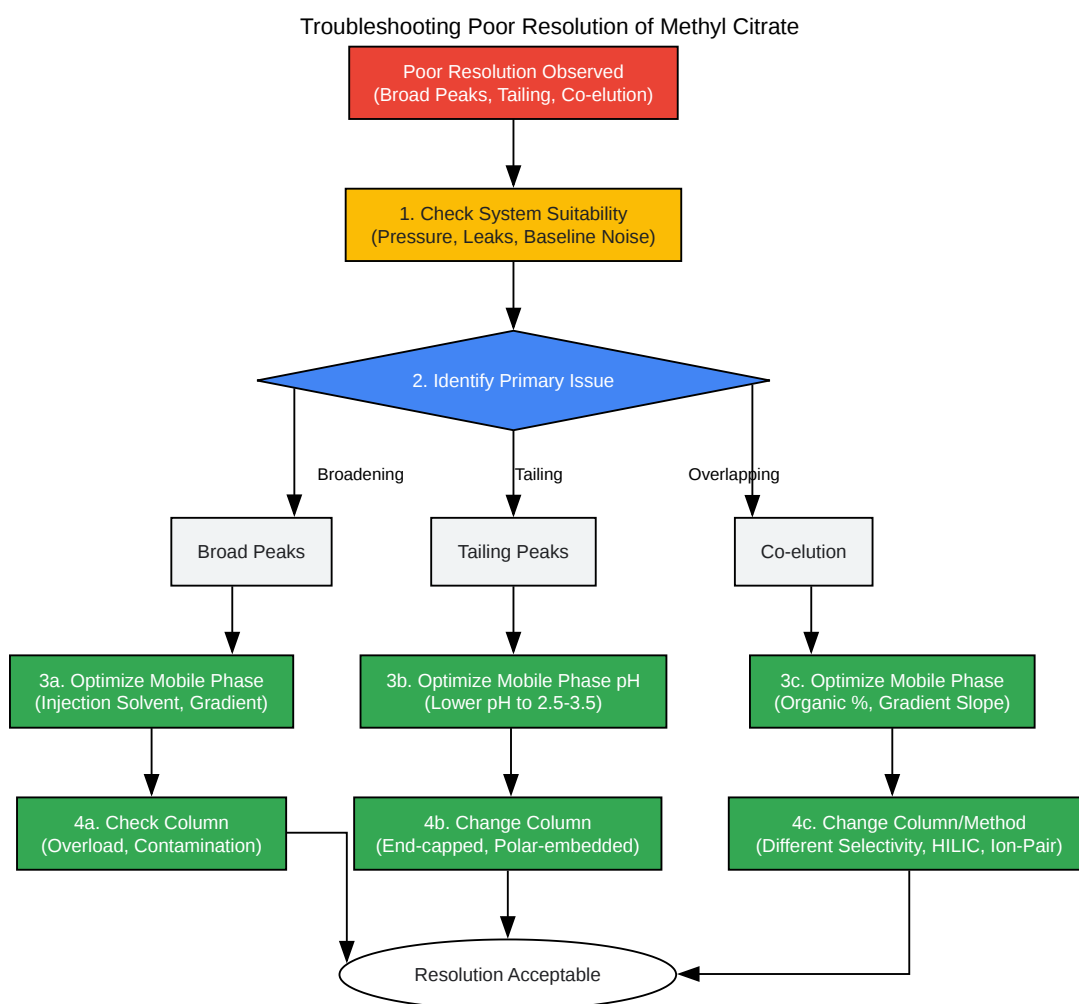 Troubleshooting Poor Resolution of Methyl Citrate
Poor Resolution Observed
(Broad Peaks, Tailing, Co-elution)
1. Check System Suitability
(Pressure, Leaks, Baseline Noise)
2. Identify Primary Issue
Broadening
Tailing
Overlapping
Broad Peaks
Tailing Peaks
Co-elution
3a. Optimize Mobile Phase
(Injection Solvent, Gradient)
3b. Optimize Mobile Phase pH
(Lower pH to 2.5-3.5)
3c. Optimize Mobile Phase
(Organic %, Gradient Slope)
4a. Check Column
(Overload, Contamination)
4b. Change Column
(End-capped, Polar-embedded)
4c. Change Column/Method
(Different Selectivity, HILIC, Ion-Pair)
Resolution Acceptable